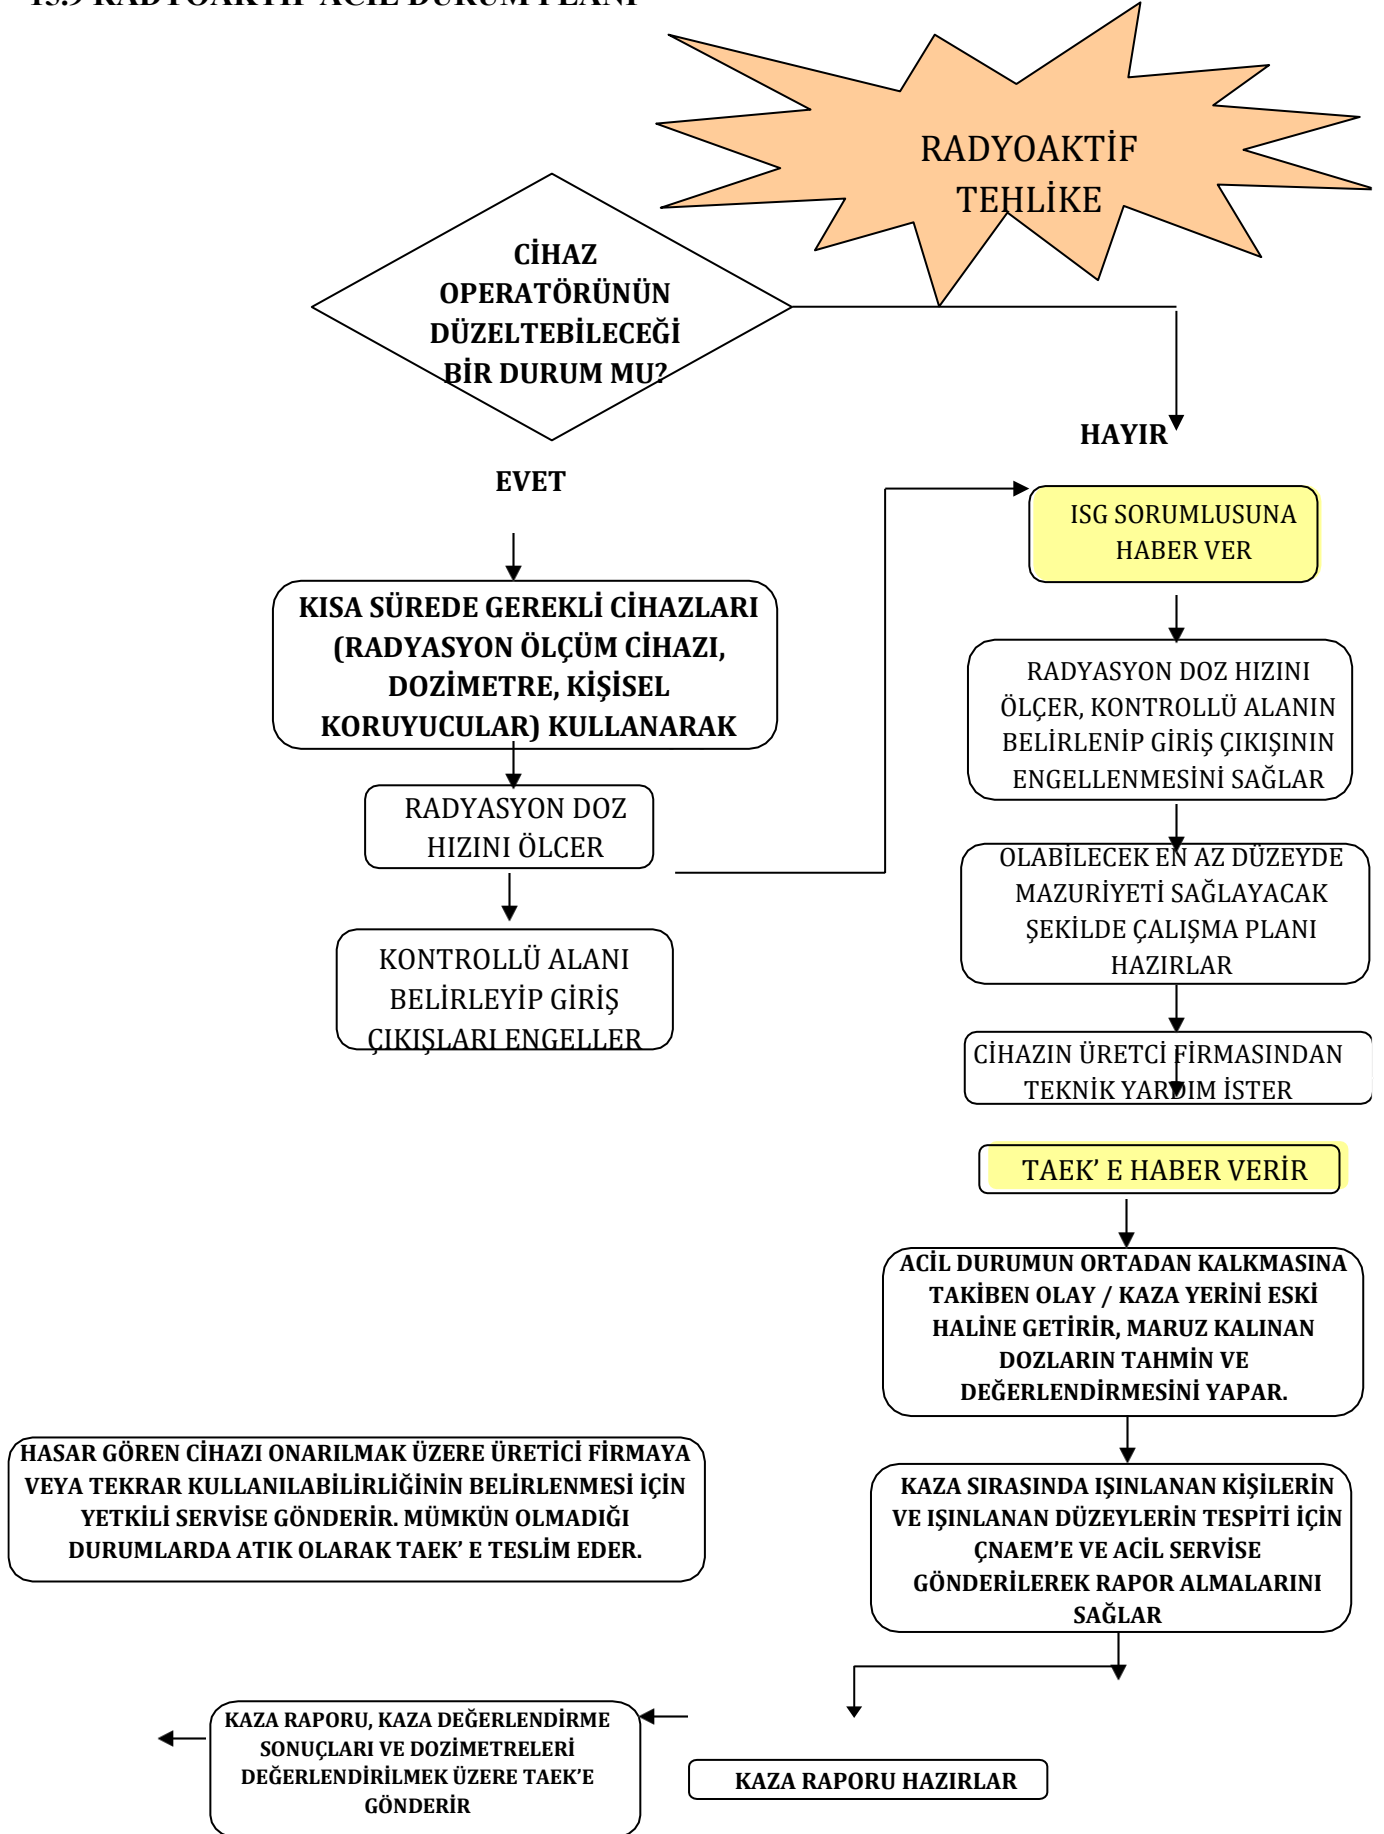 13.9 RADYOAKTİF ACİL DURUM PLANI
RADYOAKTİF
TEHLİKE
CİHAZ
OPERATÖRÜNÜN
DÜZELTEBİLECEĞİ
BİR DURUM MU?
HAYIR
EVET
ISG SORUMLUSUNA
HABER VER
KISA SÜREDE GEREKLİ CİHAZLARI
(RADYASYON ÖLÇÜM CİHAZI,
DOZİMETRE, KİŞİSEL
KORUYUCULAR) KULLANARAK
RADYASYON DOZ
HIZINI ÖLCER
KONTROLLÜ ALANI
BELİRLEYİP GİRİŞ
ÇIKIŞLARI ENGELLER
RADYASYON DOZ HIZINI
ÖLÇER, KONTROLLÜ ALANIN
BELİRLENİP GİRİŞ ÇIKIŞININ
ENGELLENMESİNİ SAĞLAR
OLABİLECEK EN AZ DÜZEYDE
MAZURİYETİ SAĞLAYACAK
ŞEKİLDE ÇALIŞMA PLANI
HAZIRLAR
CİHAZIN ÜRETCİ FİRMASINDAN
TEKNİK YARDIM İSTER
TAEK’ E HABER VERİR
ACİL DURUMUN ORTADAN KALKMASINA
TAKİBEN OLAY / KAZA YERİNİ ESKİ
HALİNE GETİRİR, MARUZ KALINAN
DOZLARIN TAHMİN VE
DEĞERLENDİRMESİNİ YAPAR.
HASAR GÖREN CİHAZI ONARILMAK ÜZERE ÜRETİCİ FİRMAYA
VEYA TEKRAR KULLANILABİLİRLİĞİNİN BELİRLENMESİ İÇİN
YETKİLİ SERVİSE GÖNDERİR. MÜMKÜN OLMADIĞI
DURUMLARDA ATIK OLARAK TAEK’ E TESLİM EDER.
KAZA SIRASINDA IŞINLANAN KİŞİLERİN
VE IŞINLANAN DÜZEYLERİN TESPİTİ İÇİN
ÇNAEM’E VE ACİL SERVİSE
GÖNDERİLEREK RAPOR ALMALARINI
SAĞLAR
KAZA RAPORU, KAZA DEĞERLENDİRME
SONUÇLARI VE DOZİMETRELERİ
DEĞERLENDİRİLMEK ÜZERE TAEK’E
GÖNDERİR
KAZA RAPORU HAZIRLAR